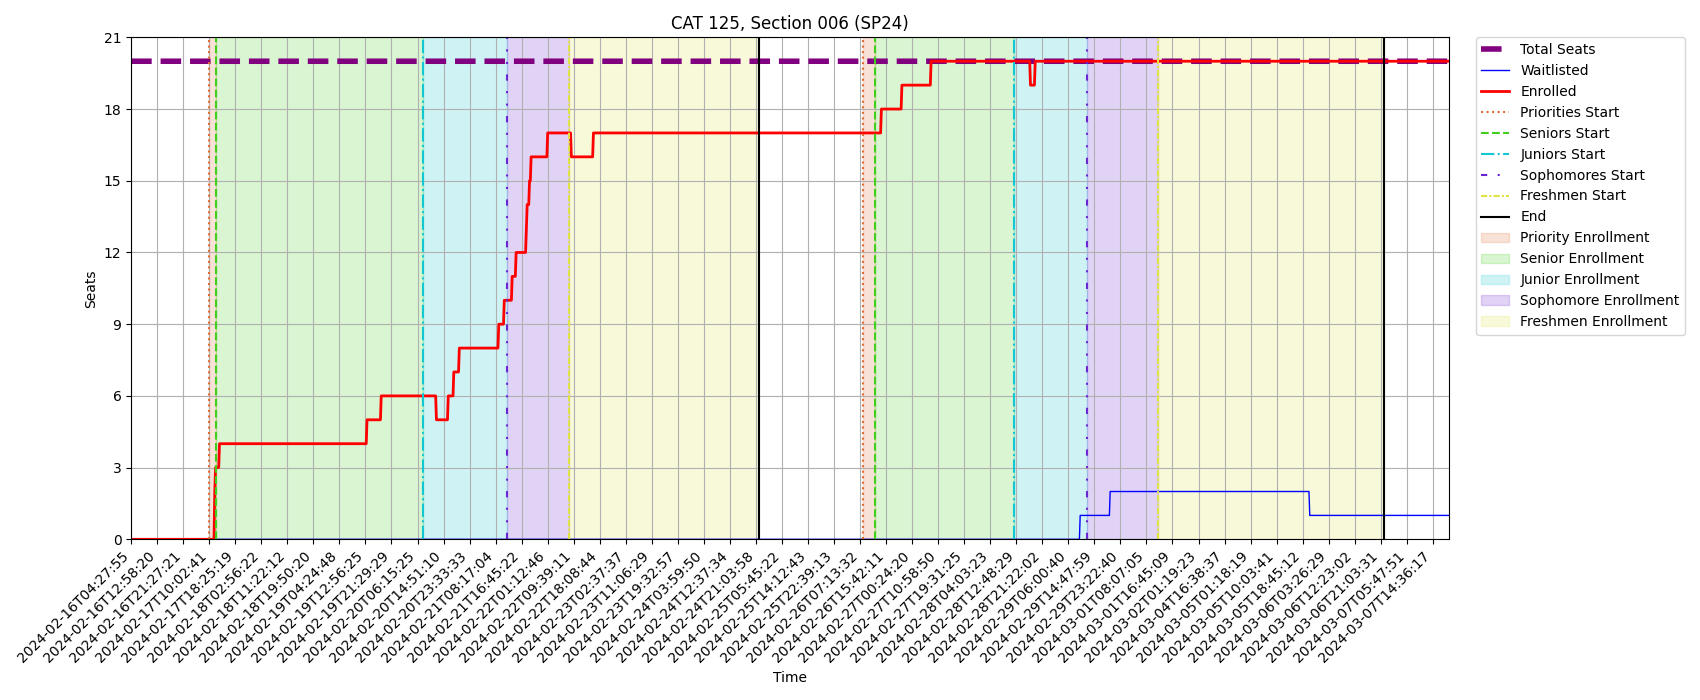 CAT 125, Section 006 (SP24)
21
18
15
12
9
6
3
0
Seats
2024-02-16T04:27:55
2024-02-16T12:58:20
2024-02-16T21:27:21
2024-02-17T10:02:41
2024-02-17T18:25:19
2024-02-18T02:56:22
2024-02-18T11:22:12
2024-02-18T19:50:20
2024-02-19T04:24:48
2024-02-19T12:56:25
2024-02-19T21:29:29
2024-02-20T06:15:25
2024-02-20T14:51:10
2024-02-20T23:33:33
2024-02-21T08:17:04
2024-02-21T16:45:22
2024-02-22T01:12:46
2024-02-22T09:39:11
2024-02-22T18:08:44
2024-02-23T02:37:37
2024-02-23T11:06:29
2024-02-23T19:32:57
2024-02-24T03:59:50
2024-02-24T12:37:34
2024-02-24T21:03:58
2024-02-25T05:45:22
2024-02-25T14:12:43
2024-02-25T22:39:13
2024-02-26T07:13:32
2024-02-26T15:42:11
2024-02-27T00:24:20
2024-02-27T10:58:50
2024-02-27T19:31:25
2024-02-28T04:03:23
2024-02-28T12:48:29
2024-02-28T21:22:02
2024-02-29T06:00:40
2024-02-29T14:47:59
2024-02-29T23:22:40
2024-03-01T08:07:05
2024-03-01T16:45:09
2024-03-02T01:19:23
2024-03-04T16:38:37
2024-03-05T01:18:19
2024-03-05T10:03:41
2024-03-05T18:45:12
2024-03-06T03:26:29
2024-03-06T12:23:02
2024-03-06T21:03:31
2024-03-07T05:47:51
2024-03-07T14:36:17
Time
Total Seats
Waitlisted
Enrolled
Priorities Start
Seniors Start
Juniors Start
Sophomores Start
Freshmen Start
End
Priority Enrollment
Senior Enrollment
Junior Enrollment
Sophomore Enrollment
Freshmen Enrollment